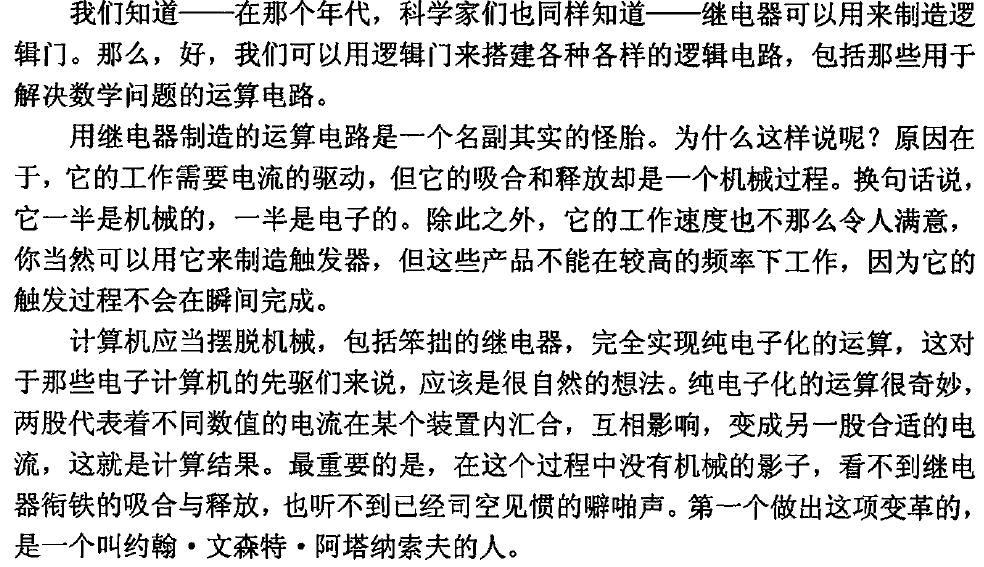 我们知道——在那个年代，科学家们也同样知道——继电器可以用来制造逻
辑门。那么，好，我们可以用逻辑门来搭建各种各样的逻辑电路，包括那些用于
解决数学问题的运算电路。
用继电器制造的运算电路是一个名副其实的怪胎。为什么这样说呢？原因在
于，它的工作需要电流的驱动，但它的吸合和释放却是一个机械过程。换句话说，
它一半是机械的，一半是电子的。除此之外，它的工作速度也不那么令人满意，
你当然可以用它来制造触发器，但这些产品不能在较高的频率下工作，因为它的
触发过程不会在瞬间完成。
计算机应当摆脱机械，包括笨拙的继电器，完全实现纯电子化的运算，这对
于那些电子计算机的先驱们来说，应该是很自然的想法。纯电子化的运算很奇妙，
两股代表着不同数值的电流在某个装置内汇合，互相影响，变成另一股合适的电
流，这就是计算结果。最重要的是，在这个过程中没有机械的影子，看不到继电
器衔铁的吸合与释放，也听不到已经司空见惯的噼啪声。第一个做出这项变革的，
是一个叫约翰·文森特·阿塔纳索夫的人。